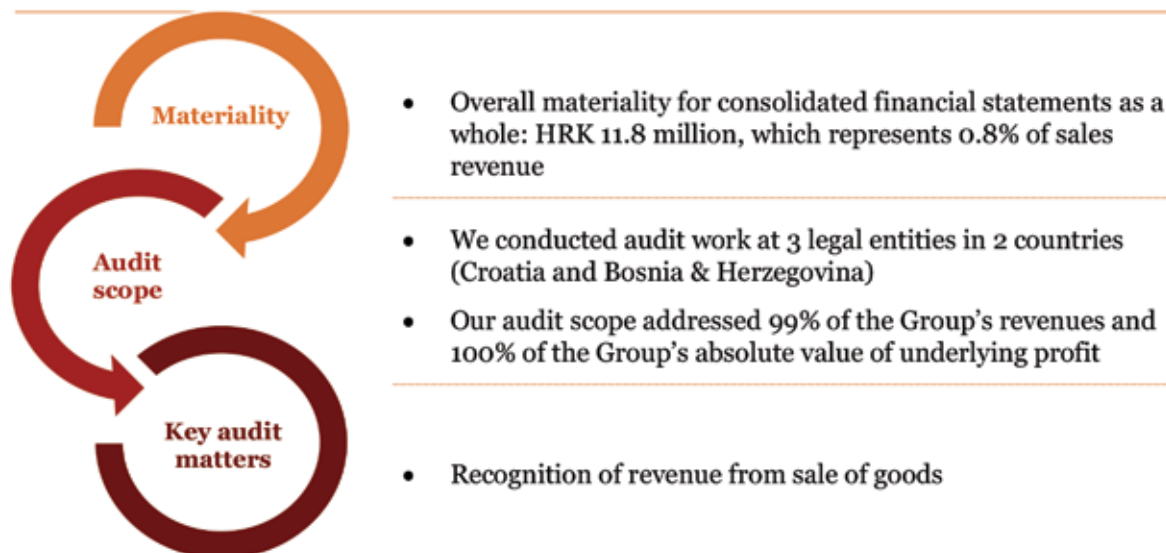 Materiality
• Overall materiality for consolidated financial statements as a
whole: HRK 11.8 million, which represents 0.8% of sales
revenue
Audit
scope
• We conducted audit work at 3 legal entities in 2 countries
(Croatia and Bosnia & Herzegovina)
• Our audit scope addressed 99% of the Group's revenues and
100% of the Group's absolute value of underlying profit
Key audit
matters
• Recognition of revenue from sale of goods